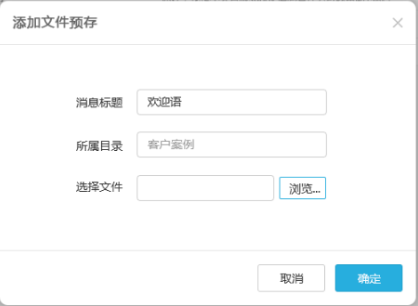 添加文件预存
消息标题 欢迎语
所属目录 客户案例
选择文件 浏览...
取消 确定